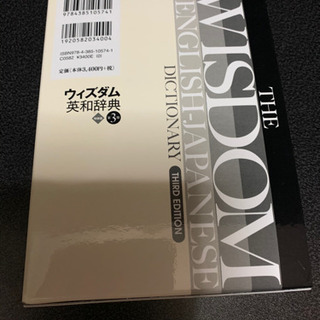 9784385105741
1920582034004
ISBN978-4-385-10574-1
C0582 ¥3400E (0)
定価(本体3,400円+税)
ウィズダム
英和辞典
第3版
THE
WISDOM
ENGLISH-JAPANESE
DICTIONARY
THIRD EDITION